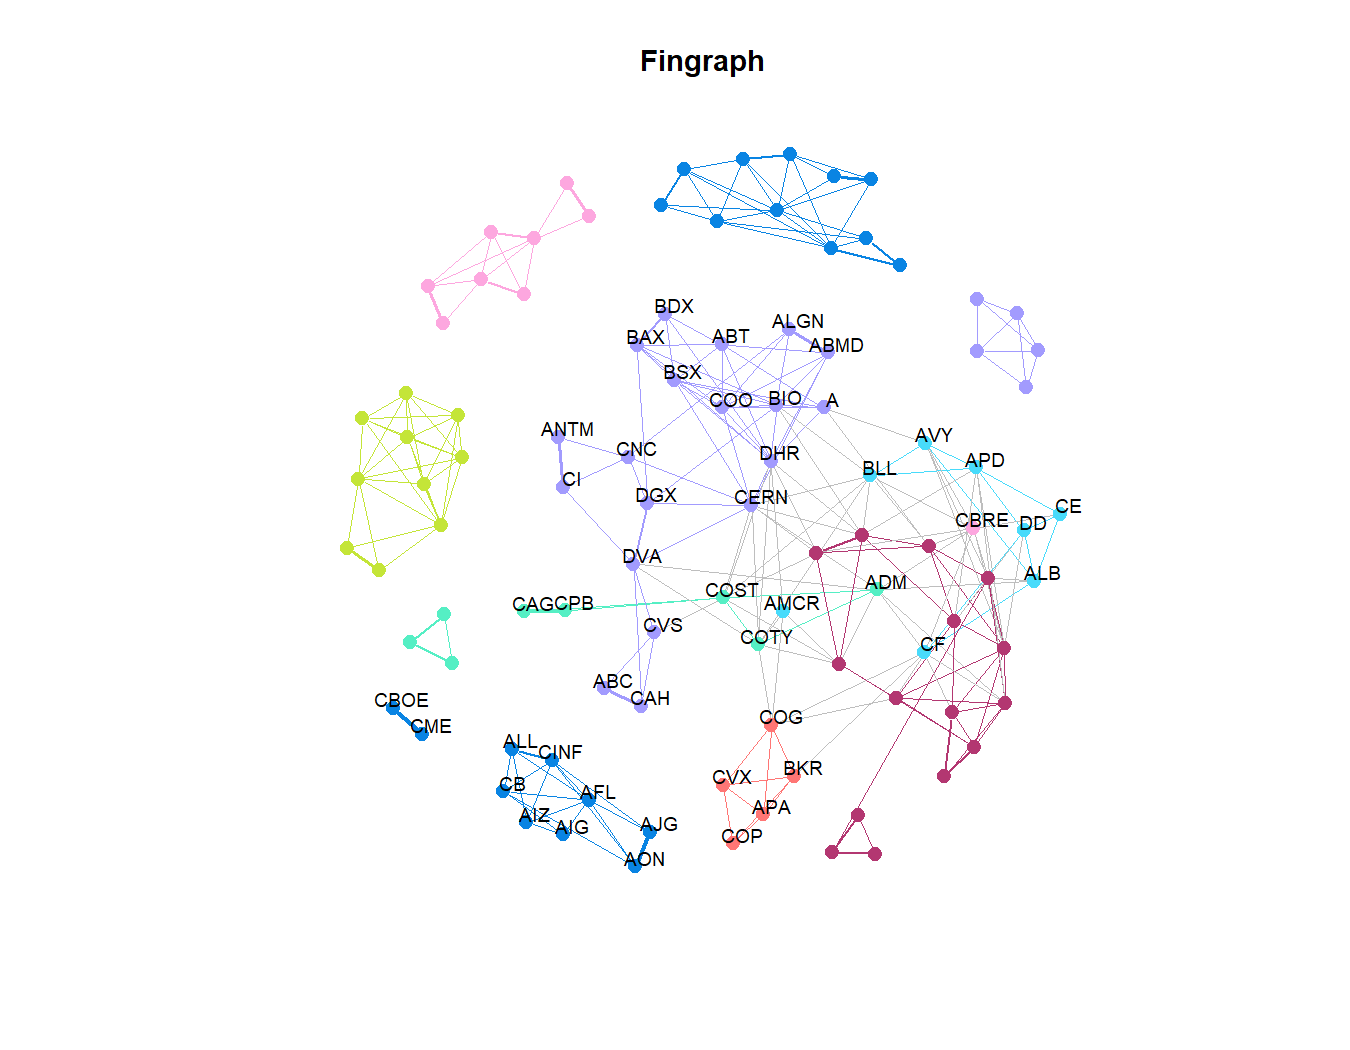 Fingraph
BDX
ALGN
BAX
ABT
ABMD
BSX
COO
BIO
A
ANTM
AVY
CNC
DHR
APD
BLL
CI
DGX
CERN
CE
CBRE
DD
DVA
ALB
COST
ADM
CAG
CPB
AMCR
CVS
COTY
CF
ABC
CAH
CBOE
COG
CME
ALL
CINF
BKR
CVX
CB
AFL
APA
AIZ
AIG
AJG
COP
AON